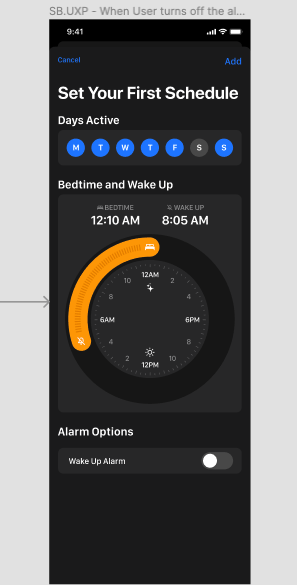 SB.UXP - When User turns off the al...
9:41
Cancel
Add
Set Your First Schedule
Days Active
M T W T F S S
Bedtime and Wake Up
BEDTIME WAKE UP
12:10 AM 8:05 AM
12AM
10 2
8 4
6AM 6PM
4 8
2 10
12PM
Alarm Options
Wake Up Alarm